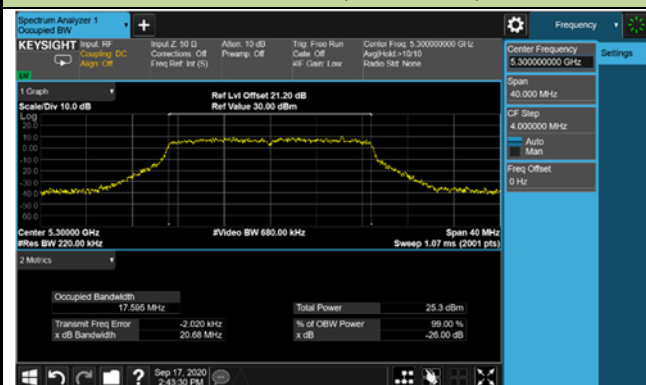 Spectrum Analyzer 1
Occupied BW
+
Frequency
KEYSIGHT
Input: RF
Coupling: DC
Align: Off
Input Z: 50 Ω
Corrections: Off
Freq Ref: Int (S)
Atten: 10 dB
Preamp: Off
Trig: Free Run
Gate: Off
#IF Gain: Low
Center Freq: 5.300000000 GHz
Avg|Hold:>10/10
Radio Std: None
LXI
Center Frequency
5.300000000 GHz
Settings
Span
40.000 MHz
CF Step
4.000000 MHz
Auto
Man
Freq Offset
0 Hz
1 Graph
Scale/Div 10.0 dB
Ref Lvl Offset 21.20 dB
Ref Value 30.00 dBm
Log
20.0
10.0
0.00
-10.0
-20.0
-30.0
-40.0
-50.0
-60.0
Center 5.30000 GHz
#Res BW 220.00 kHz
#Video BW 680.00 kHz
Span 40 MHz
Sweep 1.07 ms (2001 pts)
2 Metrics
Occupied Bandwidth
17.595 MHz
Total Power 25.3 dBm
Transmit Freq Error -2.020 kHz
% of OBW Power 99.00 %
x dB Bandwidth 20.68 MHz
x dB -26.00 dB
?
Sep 17, 2020
2:43:30 PM